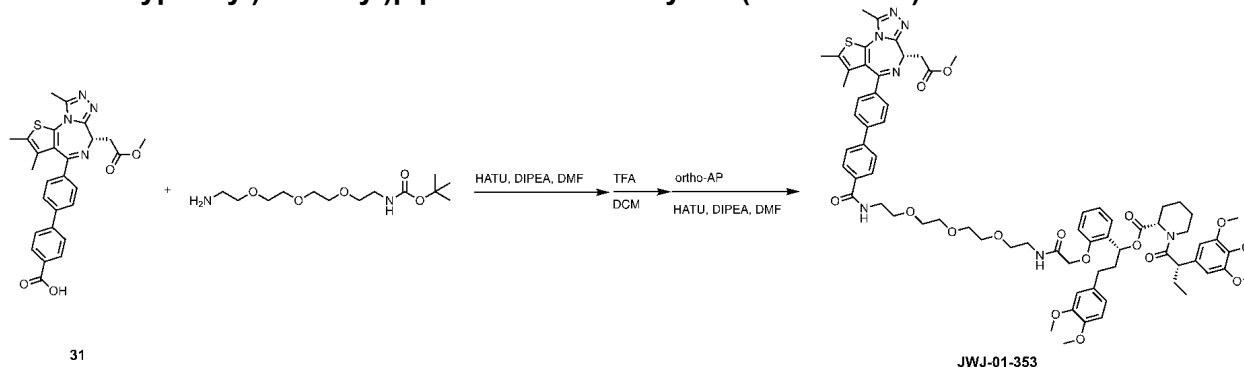 +
HATU, DIPEA, DMF
TFA
DCM
ortho-AP
HATU, DIPEA, DMF
31
JWJ-01-353